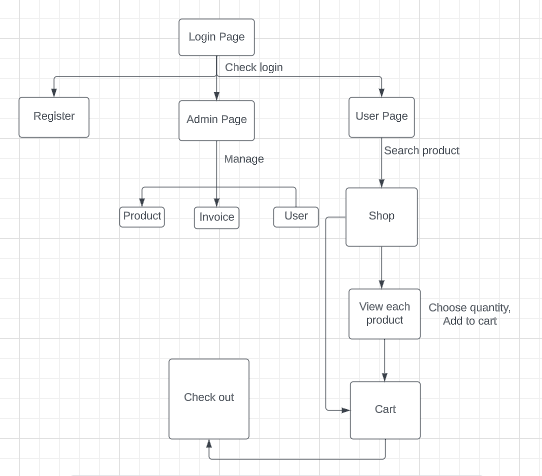 Login Page
Check login
Register
Admin Page
User Page
Search product
Manage
Product
Invoice
User
Shop
View each
product
Choose quantity,
Add to cart
Check out
Cart